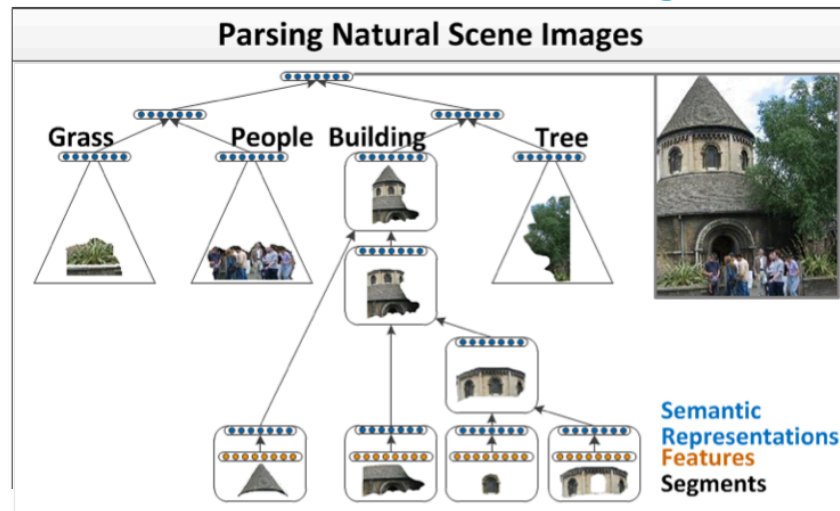 Parsing Natural Scene Images
Grass
People
Building
Tree
Semantic
Representations
Features
Segments